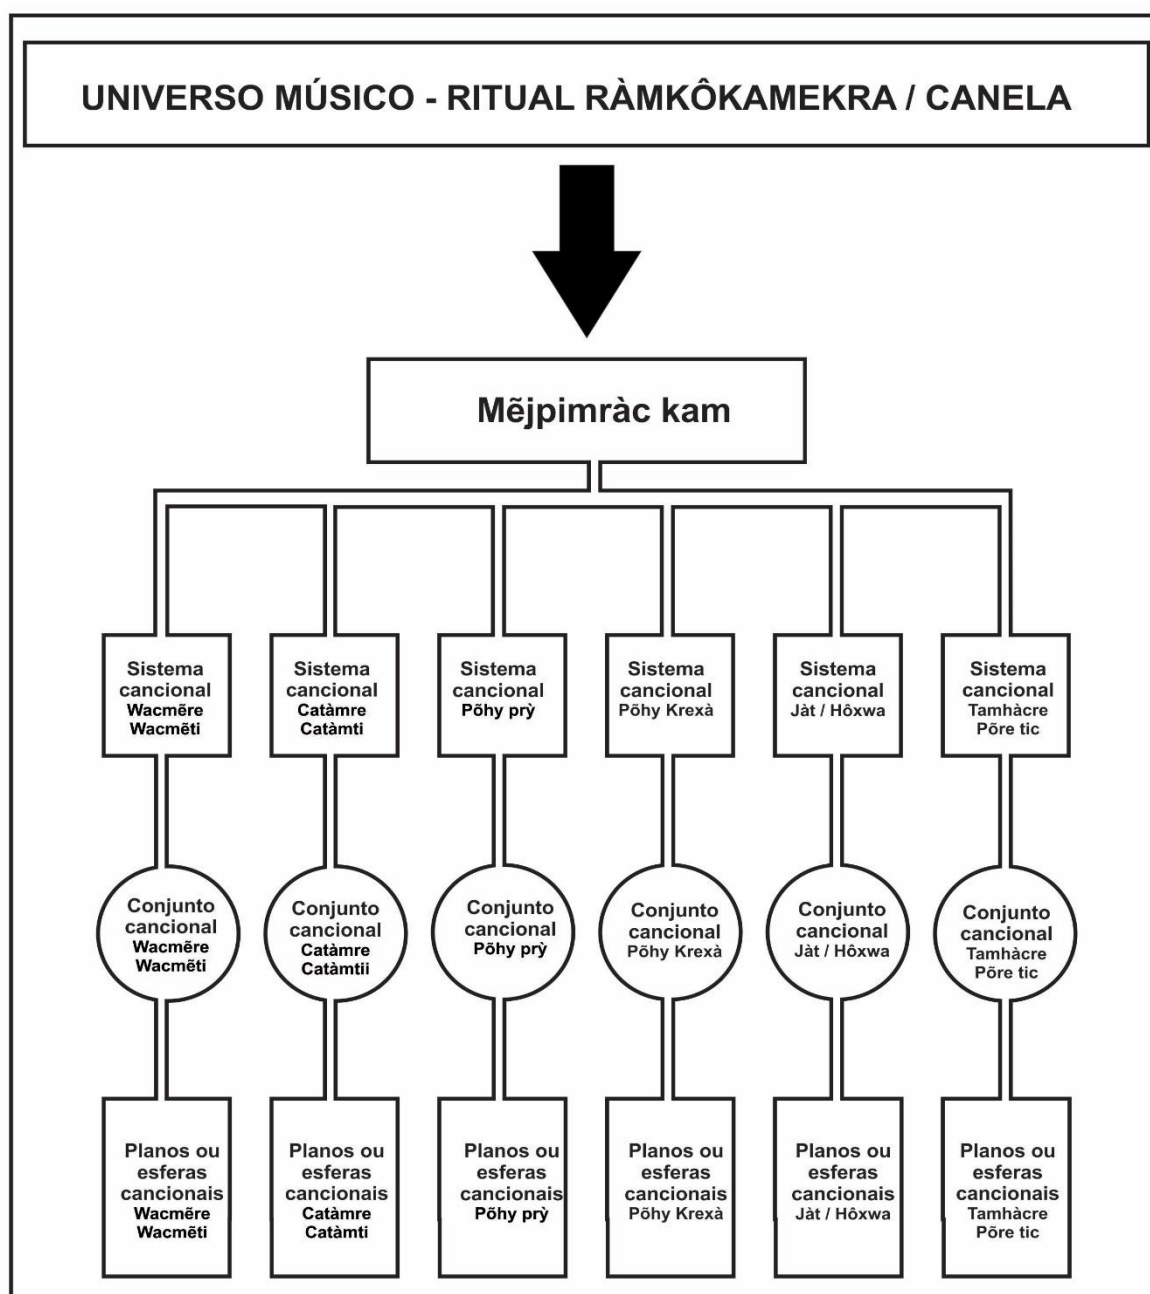 UNIVERSO MÚSICO - RITUAL RÀMKÔKAMEKRA / CANELA
Mẽjpimràc kam
Sistema
cancional
Wacmẽre
Wacmẽti
Sistema
cancional
Catàmre
Catàmti
Sistema
cancional
Põhy prỳ
Sistema
cancional
Põhy Krexà
Sistema
cancional
Jàt / Hôxwa
Sistema
cancional
Tamhàcre
Põre tic
Conjunto
cancional
Wacmẽre
Wacmẽti
Conjunto
cancional
Catàmre
Catàmtii
Conjunto
cancional
Põhy prỳ
Conjunto
cancional
Põhy Krexà
Conjunto
cancional
Jàt / Hôxwa
Conjunto
cancional
Tamhàcre
Põre tic
Planos ou
esferas
cancionais
Wacmẽre
Wacmẽti
Planos ou
esferas
cancionais
Catàmre
Catàmti
Planos ou
esferas
cancionais
Põhy prỳ
Planos ou
esferas
cancionais
Põhy Krexà
Planos ou
esferas
cancionais
Jàt / Hôxwa
Planos ou
esferas
cancionais
Tamhàcre
Põre tic